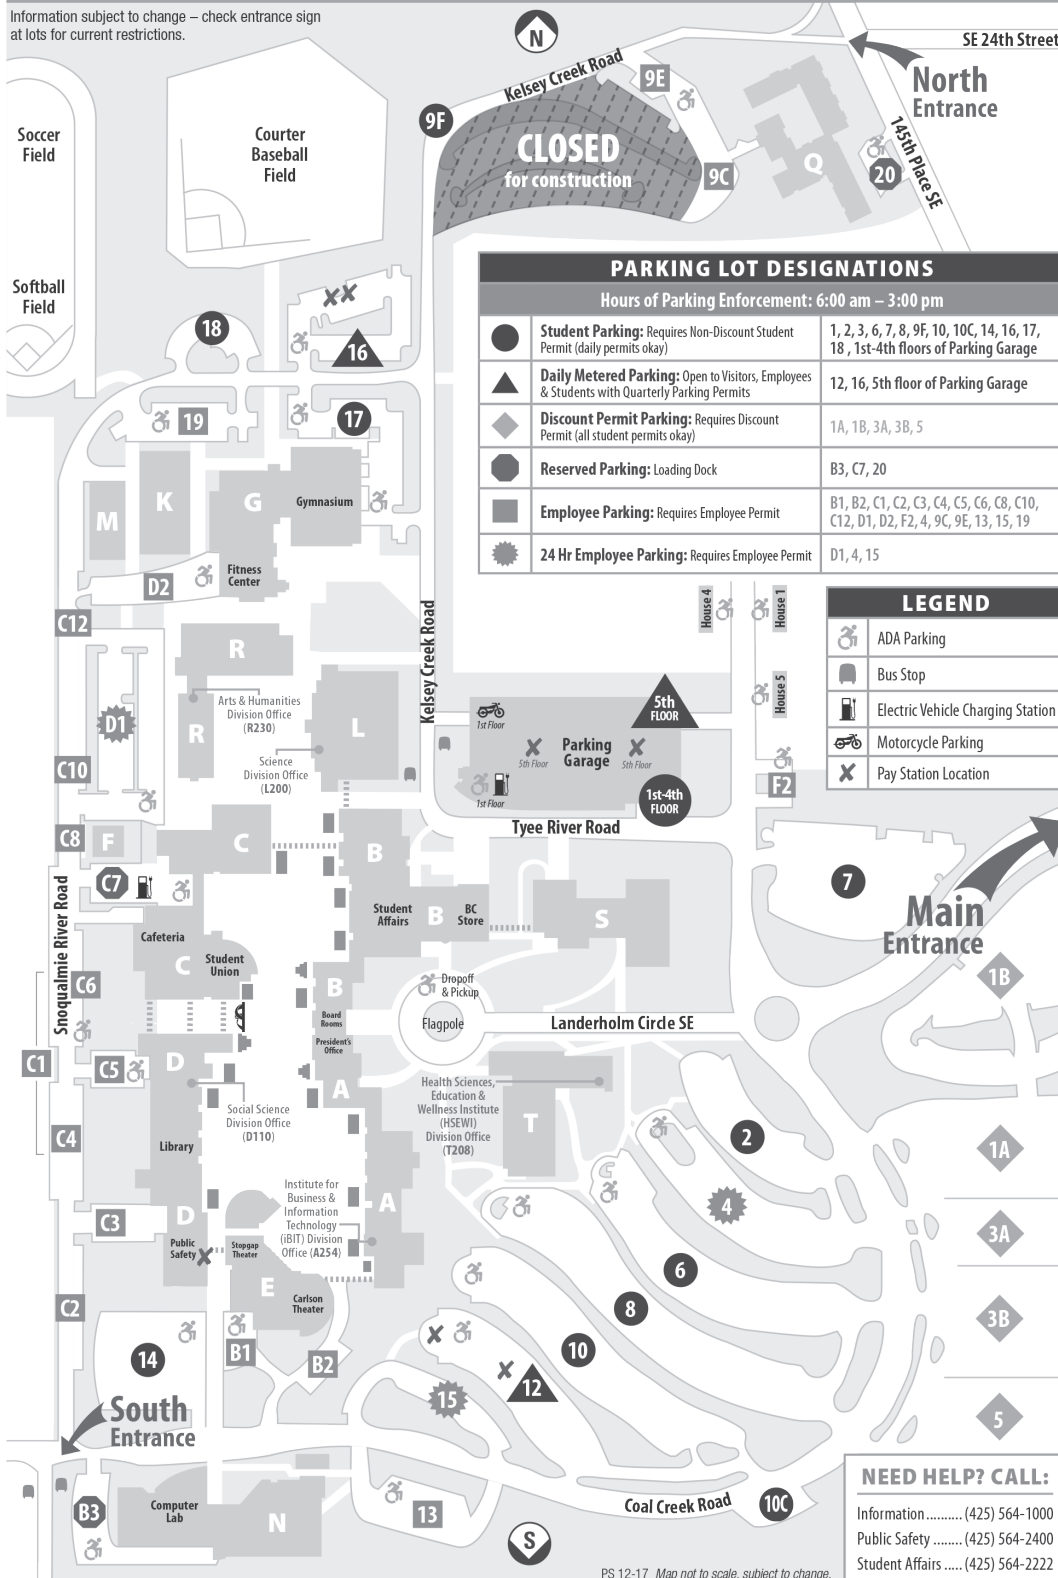 Information subject to change – check entrance sign
at lots for current restrictions.
N
SE 24th Street
North
Entrance
Kelsey Creek Road
9E
9F
CLOSED
for construction
9C
Q
20
145th Place SE
Soccer
Field
Courter
Baseball
Field
Softball
Field
18
16
19
17
PARKING LOT DESIGNATIONS
Hours of Parking Enforcement: 6:00 am – 3:00 pm
Student Parking: Requires Non-Discount Student
Permit (daily permits okay)
1, 2, 3, 6, 7, 8, 9F, 10, 10C, 14, 16, 17,
18 , 1st-4th floors of Parking Garage
Daily Metered Parking: Open to Visitors, Employees
& Students with Quarterly Parking Permits
12, 16, 5th floor of Parking Garage
Discount Permit Parking: Requires Discount
Permit (all student permits okay)
1A, 1B, 3A, 3B, 5
Reserved Parking: Loading Dock
B3, C7, 20
Employee Parking: Requires Employee Permit
B1, B2, C1, C2, C3, C4, C5, C6, C8, C10,
C12, D1, D2, F2, 4, 9C, 9E, 13, 15, 19
24 Hr Employee Parking: Requires Employee Permit
D1, 4, 15
LEGEND
ADA Parking
Bus Stop
Electric Vehicle Charging Station
Motorcycle Parking
Pay Station Location
M
K
G
Gymnasium
Fitness
Center
D2
C12
R
Kelsey Creek Road
House 4
House 1
House 5
Arts & Humanities
Division Office
(R230)
D1
R
L
Science
Division Office
(L200)
C10
5th
FLOOR
1st Floor
Parking
Garage
5th Floor
5th Floor
1st Floor
1st-4th
FLOOR
F2
Tyee River Road
C8
F
C
B
C7
7
Main
Entrance
Snoqualmie River Road
Cafeteria
Student
Affairs
B
BC
Store
S
C
Student
Union
C6
1B
B
Dropoff
& Pickup
Board
Rooms
Flagpole
Landerholm Circle SE
President's
Office
C1
C5
D
A
Health Sciences,
Education &
Wellness Institute
(HSEWI)
Division Office
(T208)
T
Social Science
Division Office
(D110)
C4
Library
2
1A
Institute for
Business &
Information
Technology
(iBIT) Division
Office (A254)
A
4
C3
D
3A
Public
Safety
Stopgap
Theater
6
E
Carlson
Theater
C2
8
3B
14
B1
B2
10
12
15
5
South
Entrance
B3
Computer
Lab
N
13
Coal Creek Road
10C
S
NEED HELP? CALL:
Information.......... (425) 564-1000
Public Safety ........ (425) 564-2400
Student Affairs ..... (425) 564-2222
PS 12-17 Map not to scale, subject to change.